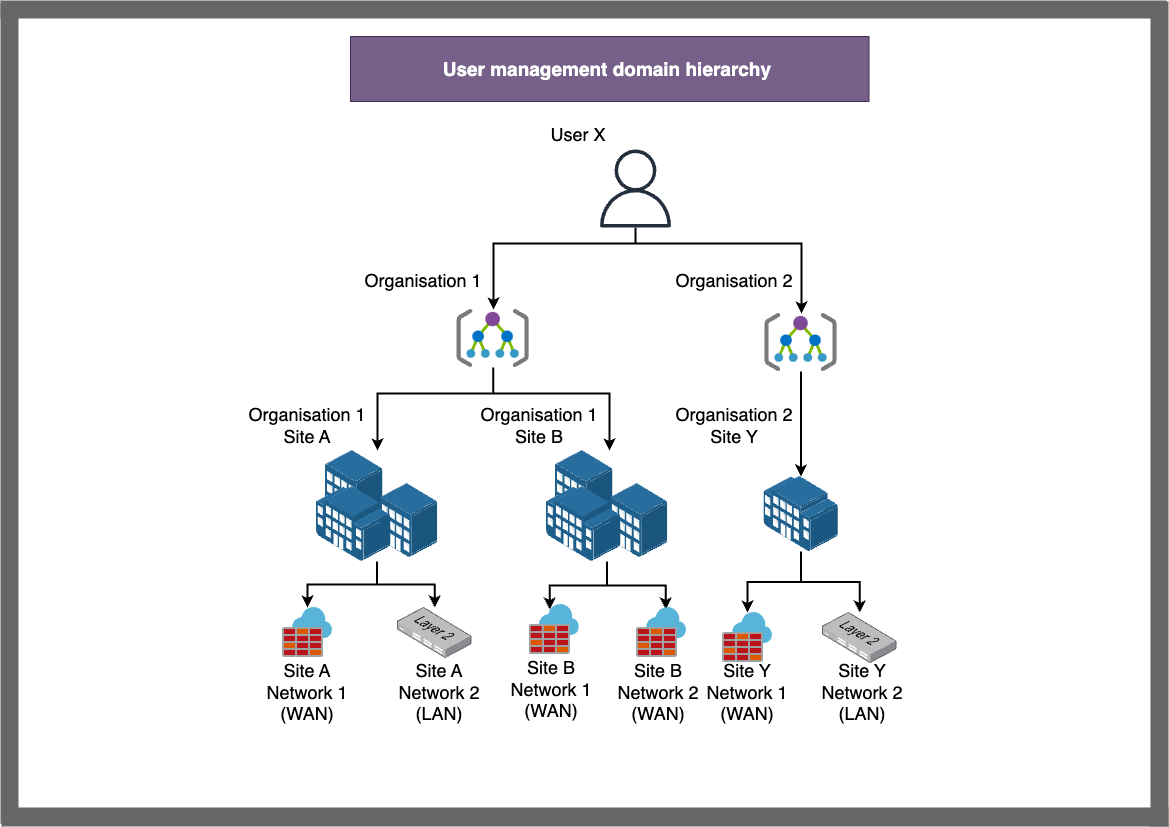 User management domain hierarchy
User X
Organisation 1
Organisation 2
Organisation 1
Site A
Organisation 1
Site B
Organisation 2
Site Y
Layer 2
Layer 2
Site A
Network 1
(WAN)
Site A
Network 2
(LAN)
Site B
Network 1
(WAN)
Site B
Network 2
(WAN)
Site Y
Network 1
(WAN)
Site Y
Network 2
(LAN)